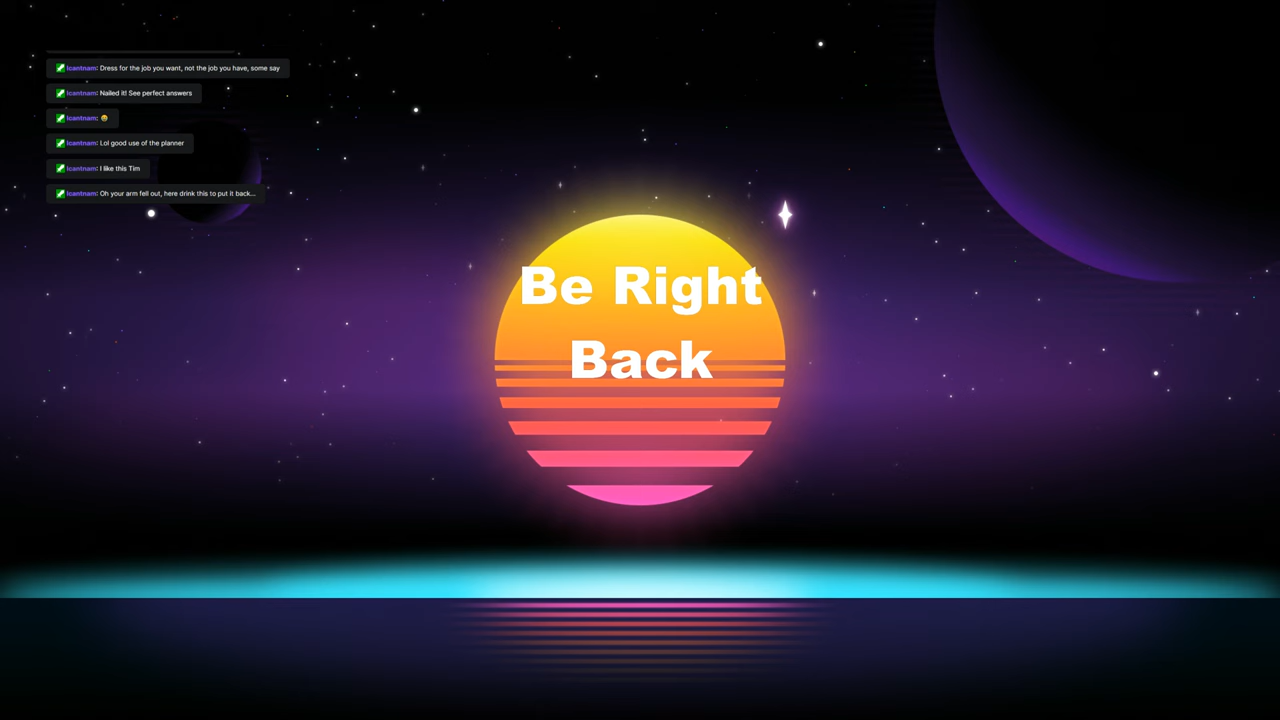 Icantnam: Dress for the job you want, not the job you have, some say
Icantnam: Nailed it! See perfect answers
Icantnam: 😆
Icantnam: Lol good use of the planner
Icantnam: I like this Tim
Icantnam: Oh your arm fell out, here drink this to put it back...
Be Right
Back